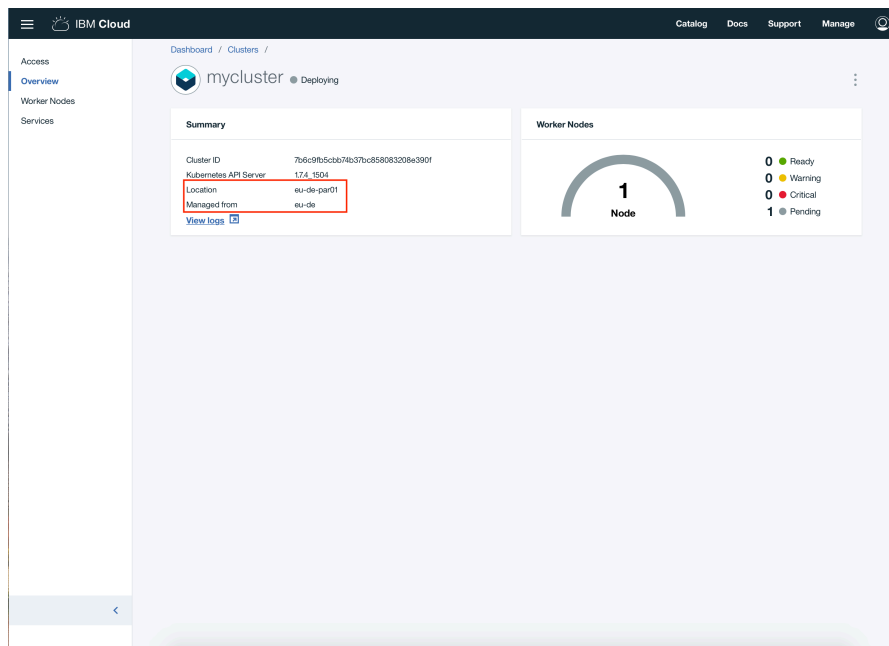 IBM Cloud
Catalog Docs Support Manage
Access
Overview
Worker Nodes
Services
Dashboard / Clusters /
mycluster Deploying
Summary
Cluster ID 7b6c9fb5cbb74b37bc858083208e390f
Kubernetes API Server 1.7.4_1504
Location eu-de-par01
Managed from eu-de
View logs
Worker Nodes
1
Node
0 Ready
0 Warning
0 Critical
1 Pending